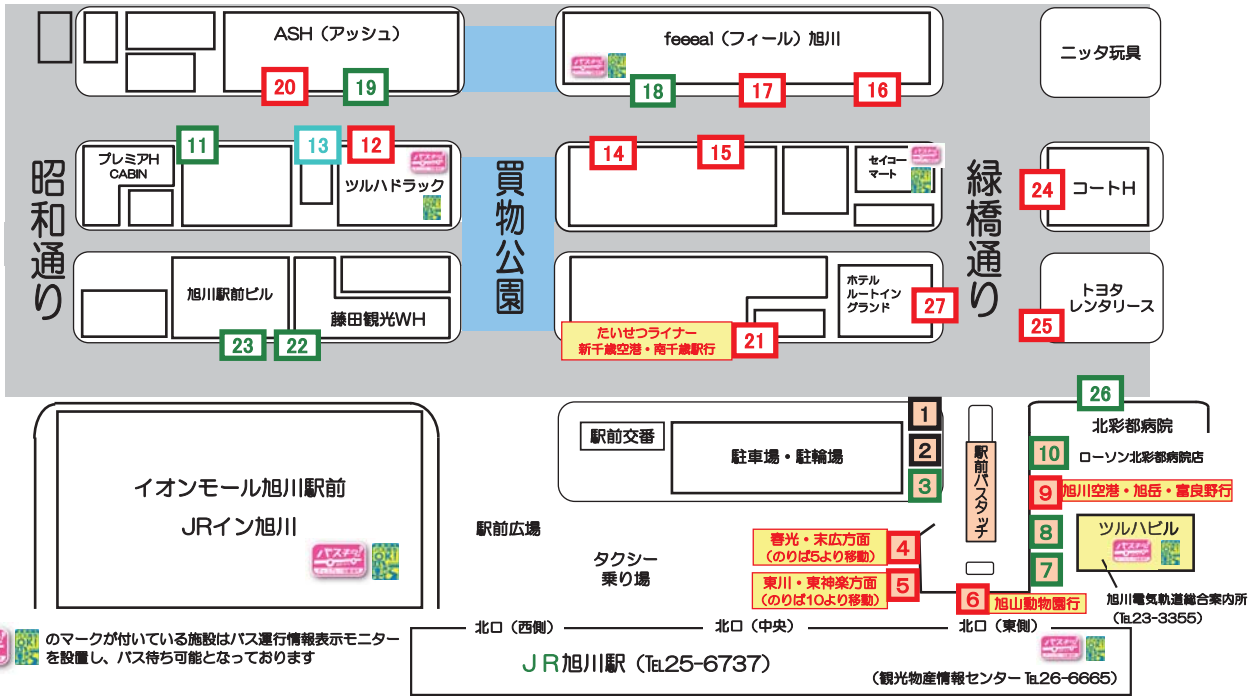 ASH（アッシュ）
20
19
feeeal（フィール）旭川
18
17
16
ニッタ玩具
昭和通り
プレミアH
CABIN
11
13
12
ツルハドラッグ
買物公園
14
15
セイコー
マート
緑橋通り
24
コートH
旭川駅前ビル
23
22
藤田観光WH
たいせつライナー
新千歳空港・南千歳駅行
21
ホテル
ルートイン
グランド
27
25
トヨタ
レンタリース
イオンモール旭川駅前
JRイン旭川
バスタッチ
駅前広場
駅前交番
駐車場・駐輪場
1
2
3
タクシー
乗り場
駅前バスタッチ
春光・末広方面
(のりば5より移動)
4
東川・東神楽方面
(のりば10より移動)
5
6
旭山動物園行
26
北彩都病院
10
ローソン北彩都病院店
9
旭川空港・旭岳・富良野行
8
7
ツルハビル
旭川電気軌道総合案内所
(℡23-3355)
のマークが付いている施設はバス運行情報表示モニター
を設置し、バス待ち可能となっております
北口（西側）
北口（中央）
北口（東側）
JR旭川駅（℡25-6737）
（観光物産情報センター℡26-6665）